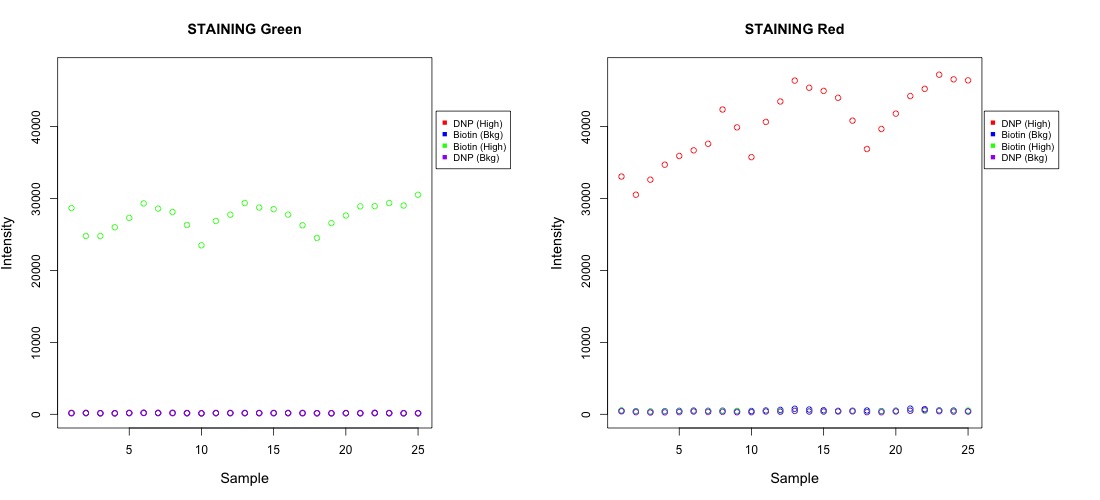 STAINING Green
Intensity
40000
30000
20000
10000
0
5 10 15 20 25
Sample
DNP (High)
Biotin (Bkg)
Biotin (High)
DNP (Bkg)
STAINING Red
Intensity
40000
30000
20000
10000
0
5 10 15 20 25
Sample
DNP (High)
Biotin (Bkg)
Biotin (High)
DNP (Bkg)